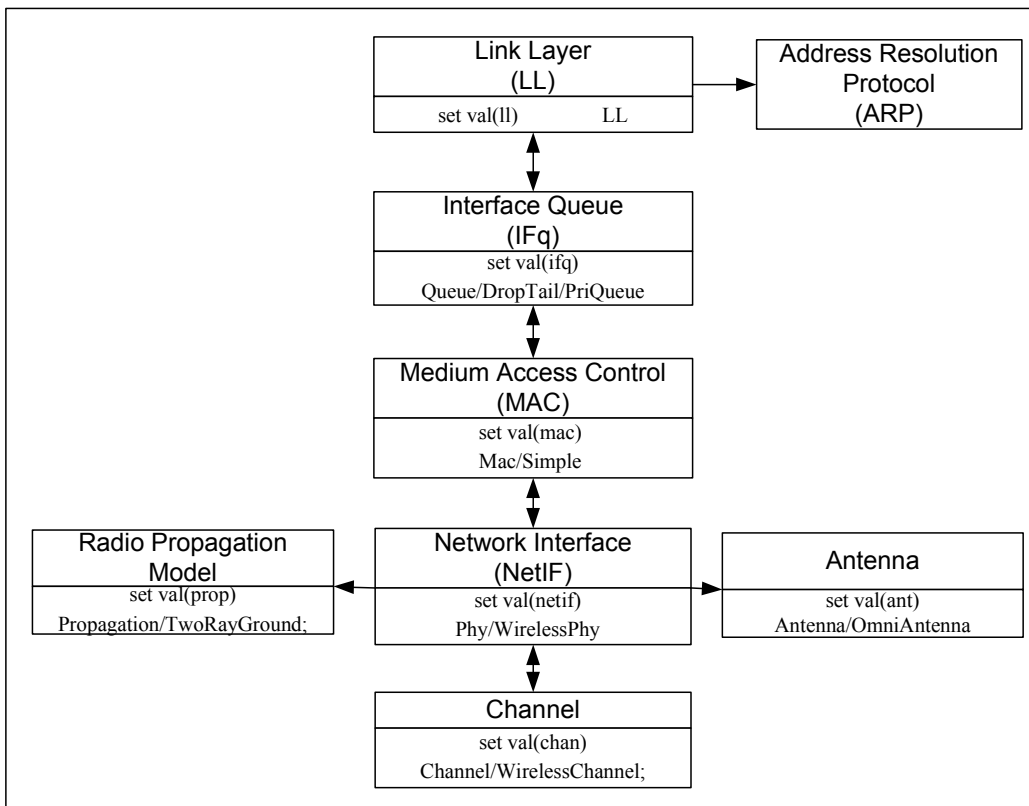 Link Layer
(LL)
set val(ll) LL
Address Resolution
Protocol
(ARP)
Interface Queue
(IFq)
set val(ifq)
Queue/DropTail/PriQueue
Medium Access Control
(MAC)
set val(mac)
Mac/Simple
Radio Propagation
Model
set val(prop)
Propagation/TwoRayGround;
Network Interface
(NetIF)
set val(netif)
Phy/WirelessPhy
Antenna
set val(ant)
Antenna/OmniAntenna
Channel
set val(chan)
Channel/WirelessChannel;